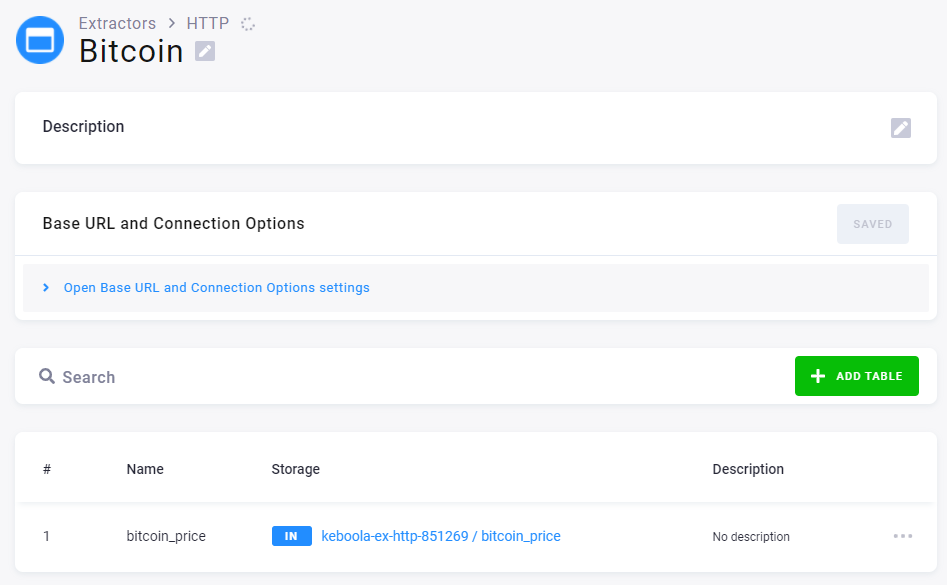 Extractors > HTTP
Bitcoin
Description
Base URL and Connection Options
SAVED
Open Base URL and Connection Options settings
Search
ADD TABLE
# Name Storage Description
1 bitcoin_price IN keboola-ex-http-851269 / bitcoin_price No description